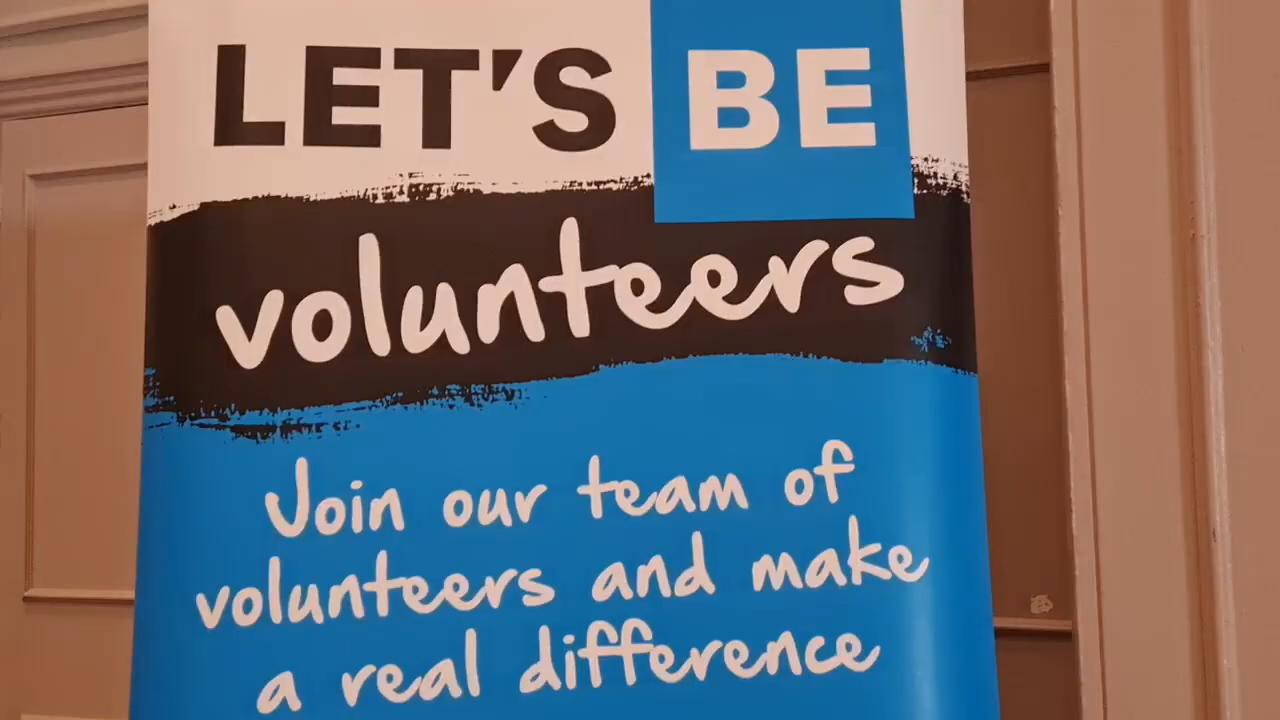 LET'S BE
volunteers
Join our team of
volunteers and make
a real difference